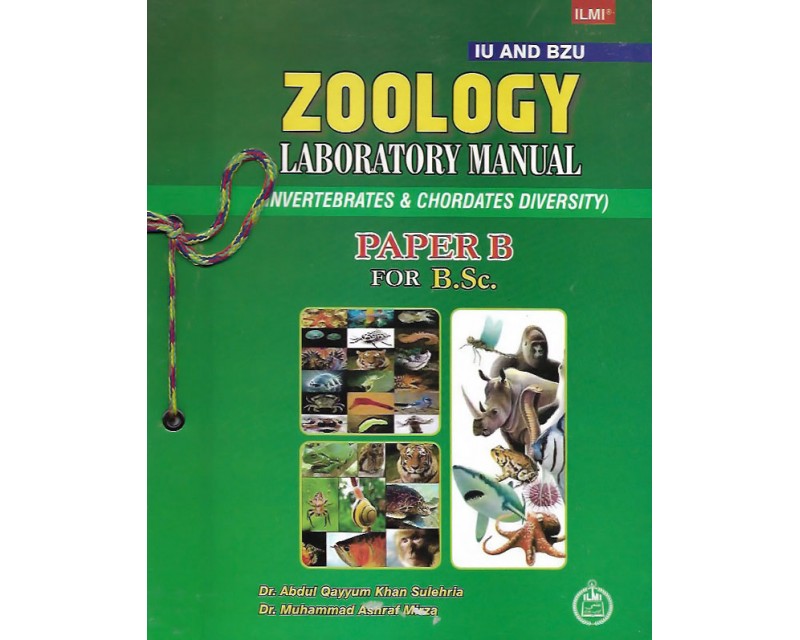 ILMI®
IU AND BZU
ZOOLOGY
LABORATORY MANUAL
INVERTEBRATES & CHORDATES DIVERSITY)
PAPER B
FOR B.Sc.
Dr. Abdul Qayyum Khan Sulehria
Dr. Muhammad Ashraf Mirza
ILMI